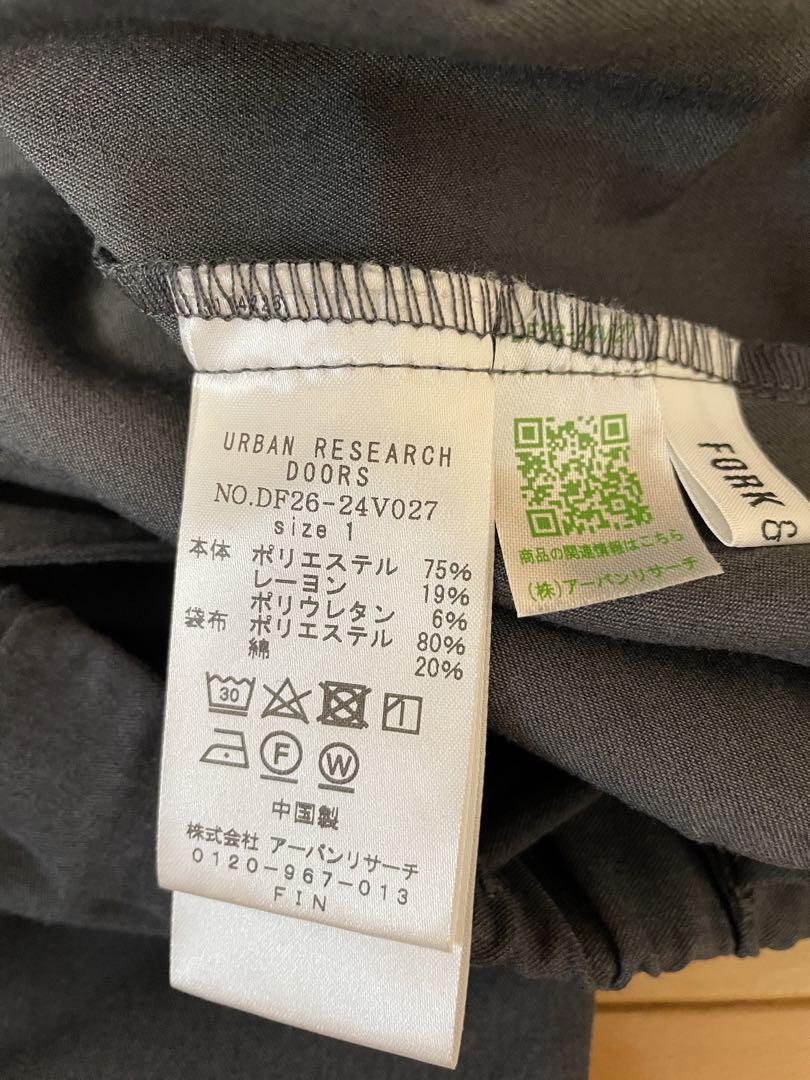 URBAN RESEARCH
DOORS
NO.DF26-24V027
size 1
本体 ポリエステル 75%
レーヨン 19%
ポリウレタン 6%
袋布 ポリエステル 80%
綿 20%
30
F W
中国製
株式会社 アーバンリサーチ
0120-967-013
FIN
DF26-24V27
商品の関連情報はこちら
(株)アーバンリサーチ
FORK &